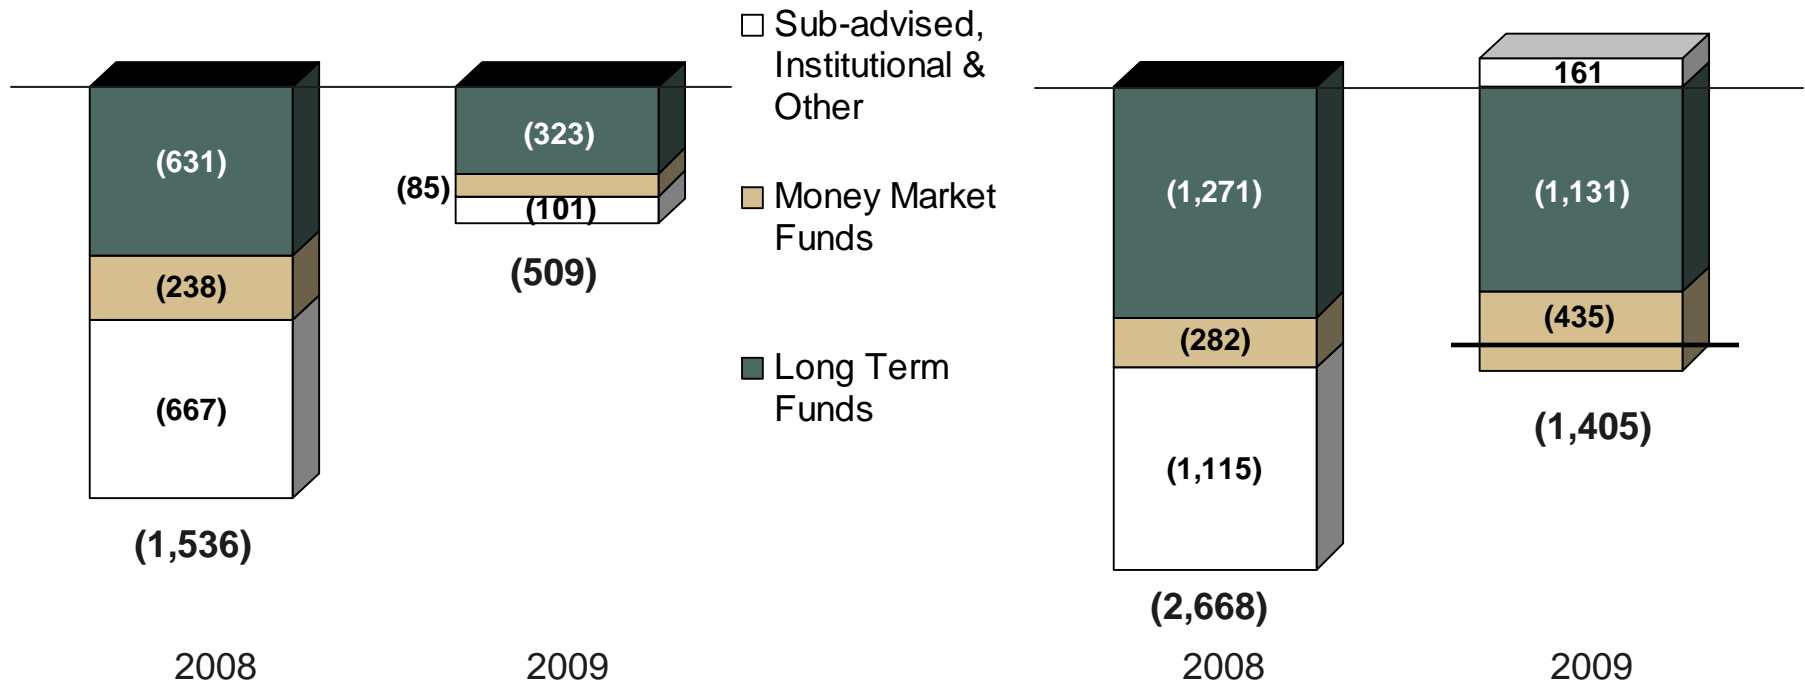 Sub-advised,
Institutional &
Other
Money Market
Funds
Long Term
Funds
(631)
(238)
(667)
(1,536)
2008
(323)
(85)
(101)
(509)
2009
(1,271)
(282)
(1,115)
(2,668)
2008
161
(1,131)
(435)
(1,405)
2009